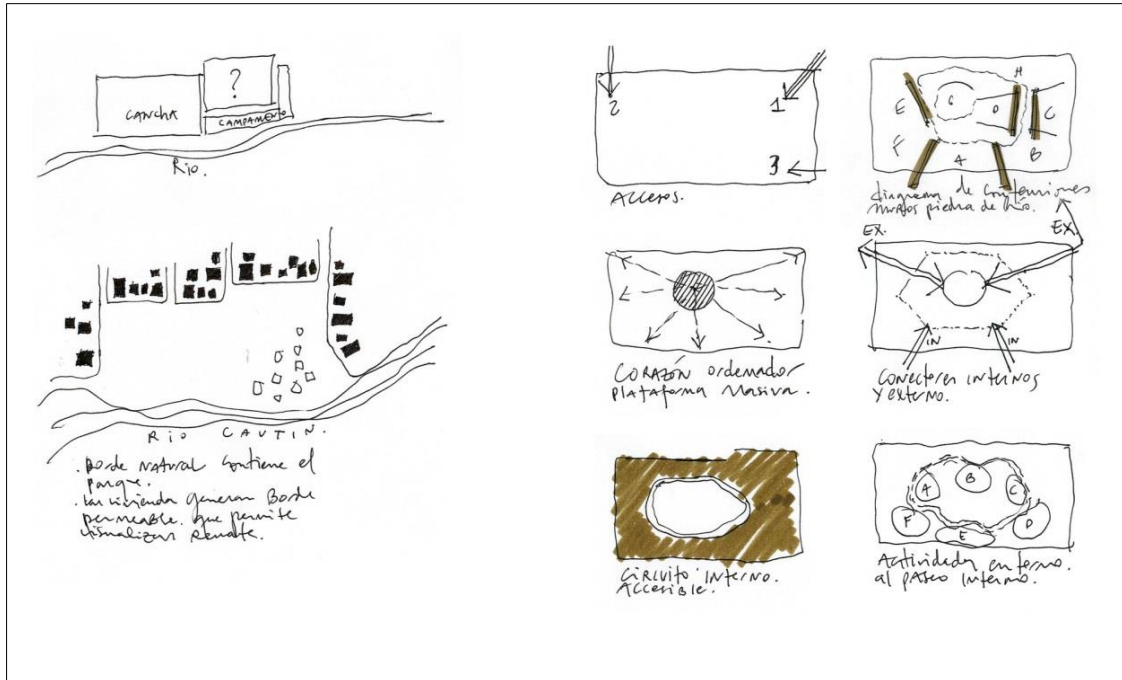 ?
CANCHA
CAMPAMENTO
Río.
RÍO CAUTIN.
. Borde Natural contiene el
parque.
. Las vivienda generan Borde
permeable. que permite
visualizar Remate.
2
1
3
ACCESOS.
H
E
G
D
C
F
A
B
diagrama de contensiones
muros piedra de Río.
CORAZÓN Ordenador
plataforma Masiva.
EX.
EX.
IN
IN
Conectores internos
y externo.
CIRCUITO INTERNO.
ACCESIBLE.
A
B
C
F
E
D
Actividades en torno.
al paseo Interno.